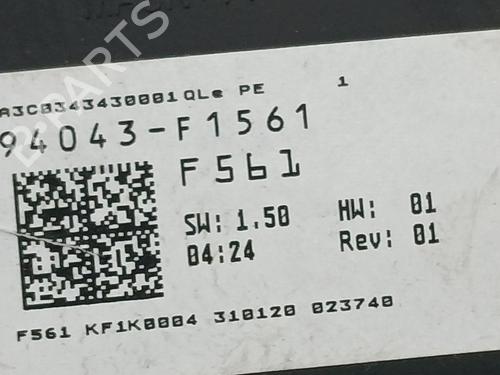 A3C0343430001QLe PE 1
94043-F1561
F561
SW: 1.50 HW: 01
04:24 Rev: 01
F561 KF1K0004 310120 023740
B-PARTS